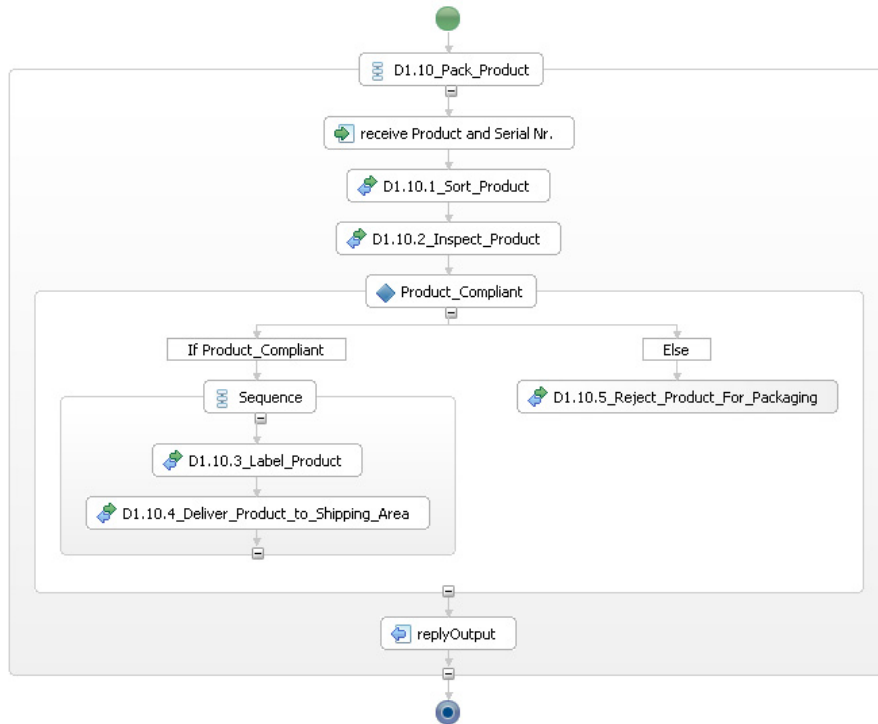 D1.10_Pack_Product
receive Product and Serial Nr.
D1.10.1_Sort_Product
D1.10.2_Inspect_Product
Product_Compliant
If Product_Compliant
Else
Sequence
D1.10.5_Reject_Product_For_Packaging
D1.10.3_Label_Product
D1.10.4_Deliver_Product_to_Shipping_Area
replyOutput